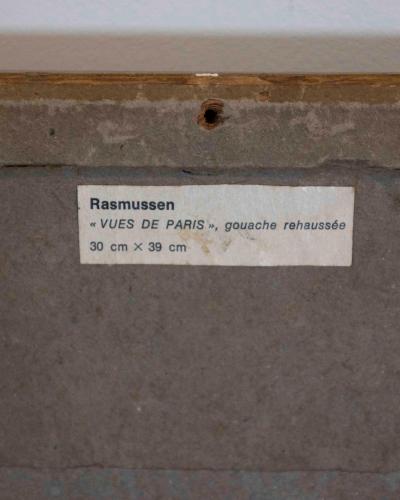 Rasmussen
« VUES DE PARIS », gouache rehaussée
30 cm × 39 cm